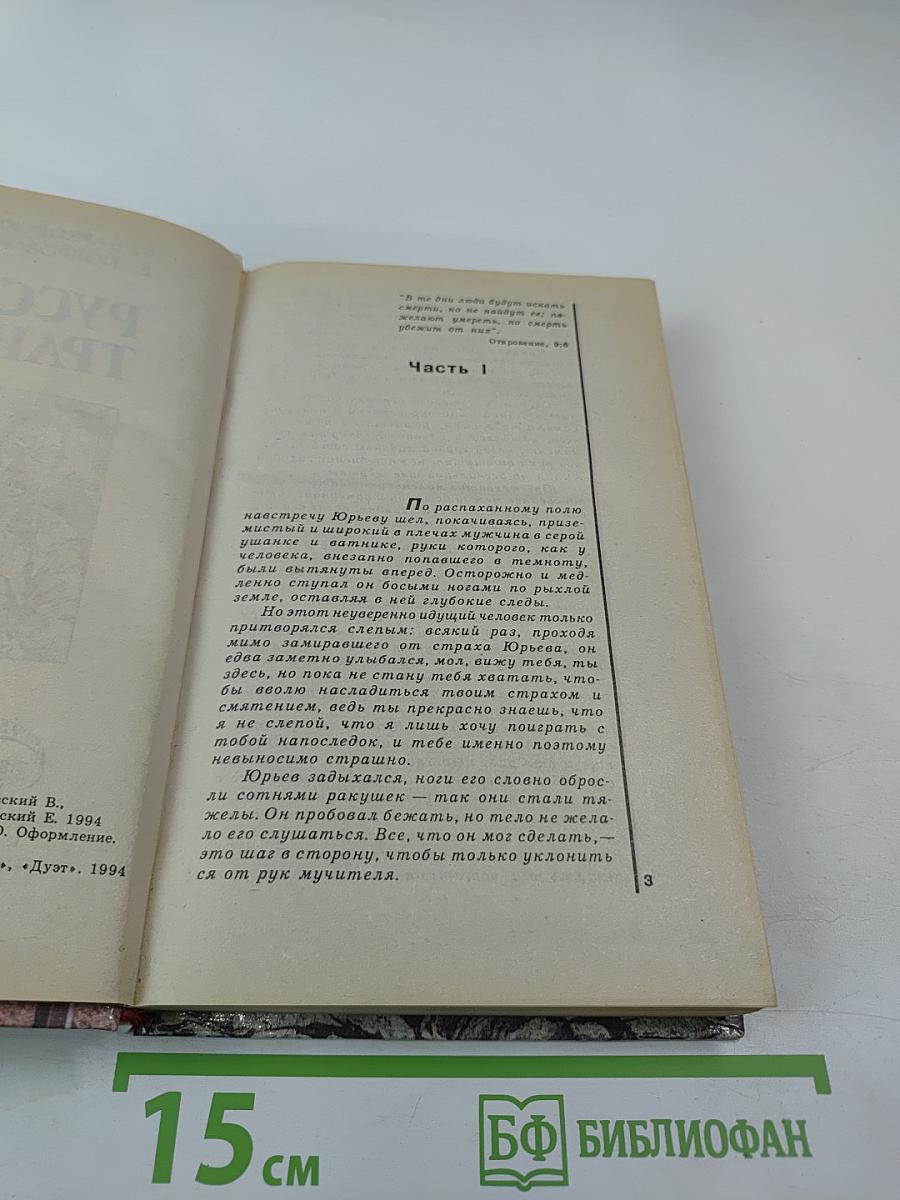 ский В.,
ский Е. 1994
Оформление.
», «Дуэт». 1994
"В те дни люди будут искать
смерти, но не найдут ее; по-
желают умереть, но смерть
убежит от них".
Откровение, 9:6
Часть I
По распаханному полю
навстречу Юрьеву шел, покачиваясь, призе-
мистый и широкий в плечах мужчина в серой
ушанке и ватнике, руки которого, как у
человека, внезапно попавшего в темноту,
были вытянуты вперед. Осторожно и мед-
ленно ступал он босыми ногами по рыхлой
земле, оставляя в ней глубокие следы.
Но этот неуверенно идущий человек только
притворялся слепым: всякий раз, проходя
мимо замиравшего от страха Юрьева, он
едва заметно улыбался, мол, вижу тебя, ты
здесь, но пока не стану тебя хватать, что-
бы вволю насладиться твоим страхом и
смятением, ведь ты прекрасно знаешь, что
я не слепой, что я лишь хочу поиграть с
тобой напоследок, и тебе именно поэтому
невыносимо страшно.
Юрьев задыхался, ноги его словно оброс-
ли сотнями ракушек — так они стали тя-
желы. Он пробовал бежать, но тело не жела-
ло его слушаться. Все, что он мог сделать,—
это шаг в сторону, чтобы только уклонить
ся от рук мучителя.
3
15 см
БФ БИБЛИОФАН